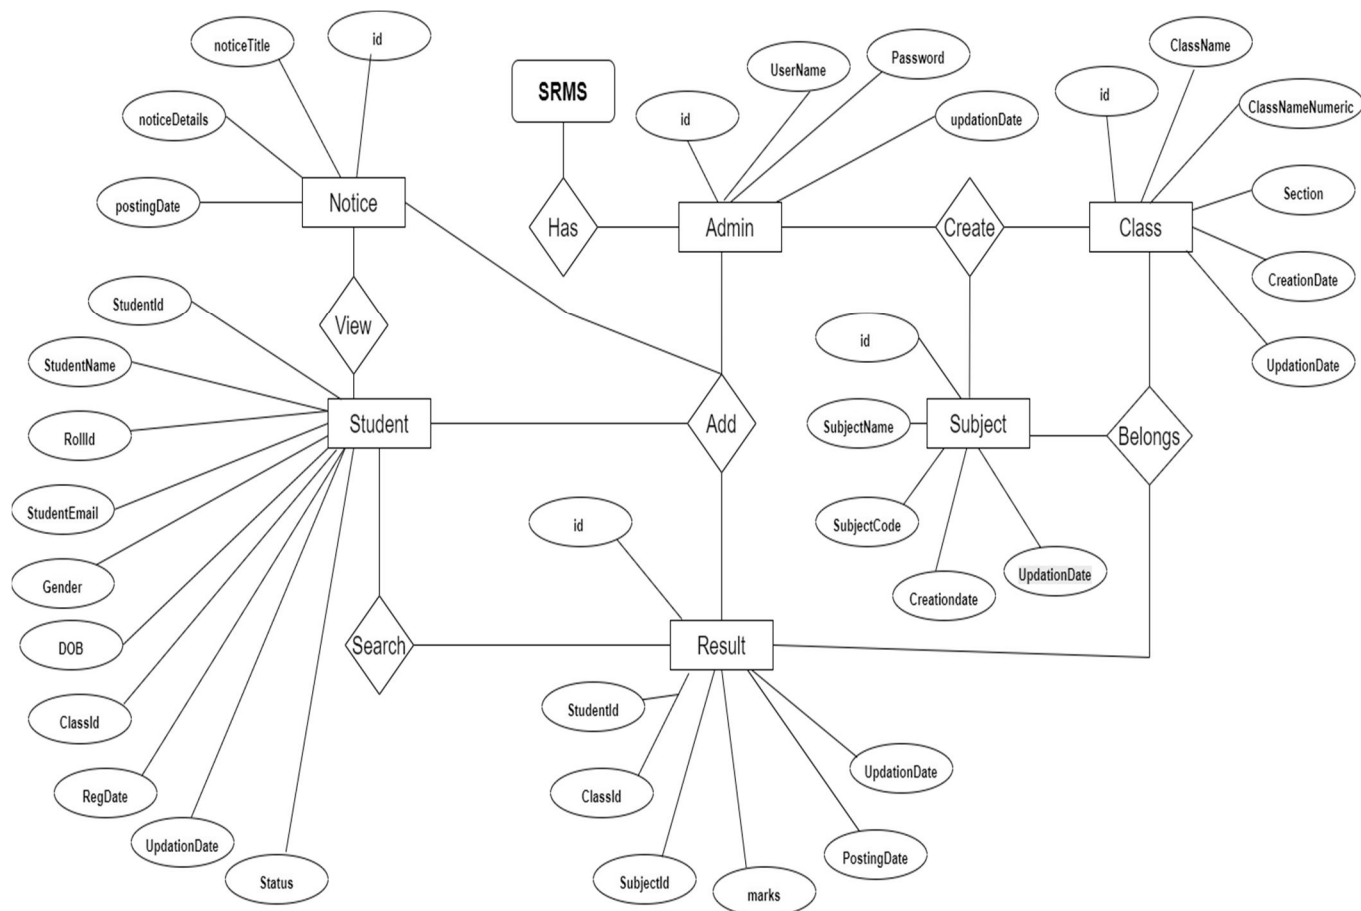 noticeTitle
id
noticeDetails
postingDate
Notice
SRMS
Has
id
UserName
Password
updationDate
Admin
Create
id
ClassName
ClassNameNumeric
Section
CreationDate
UpdationDate
Class
View
StudentId
StudentName
RollId
StudentEmail
Gender
DOB
ClassId
RegDate
UpdationDate
Status
Student
Add
id
SubjectName
SubjectCode
Creationdate
UpdationDate
Subject
Belongs
Search
id
Result
StudentId
ClassId
SubjectId
marks
PostingDate
UpdationDate